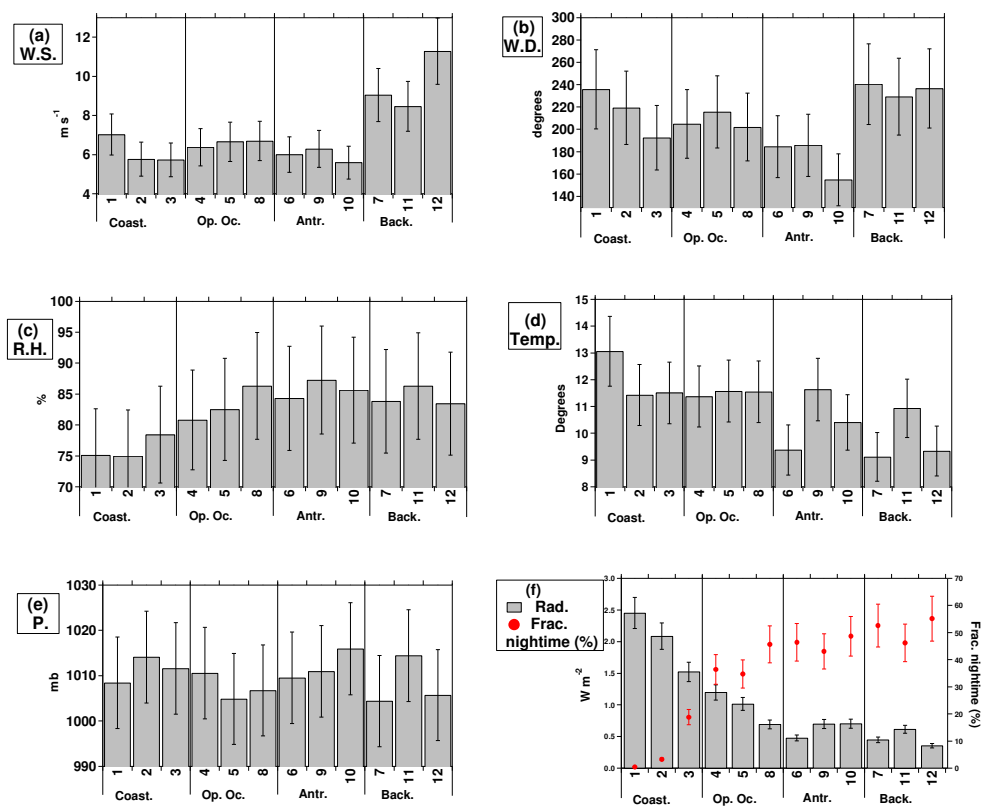 (a)
W.S.
m s⁻¹
12
10
8
6
4
1 2 3 4 5 8 6 9 10 7 11 12
Coast. Op. Oc. Antr. Back.
(b)
W.D.
degrees
300
280
260
240
220
200
180
160
140
1 2 3 4 5 8 6 9 10 7 11 12
Coast. Op. Oc. Antr. Back.
(c)
R.H.
%
100
95
90
85
80
75
70
1 2 3 4 5 8 6 9 10 7 11 12
Coast. Op. Oc. Antr. Back.
(d)
Temp.
Degrees
15
14
13
12
11
10
9
8
1 2 3 4 5 8 6 9 10 7 11 12
Coast. Op. Oc. Antr. Back.
(e)
P.
mb
1030
1020
1010
1000
990
1 2 3 4 5 8 6 9 10 7 11 12
Coast. Op. Oc. Antr. Back.
(f)
Rad.
Frac.
nightime (%)
W m⁻²
3.0
2.5
2.0
1.5
1.0
0.5
0.0
70
60
50
40
30
20
10
0
Frac. nightime (%)
1 2 3 4 5 8 6 9 10 7 11 12
Coast. Op. Oc. Antr. Back.